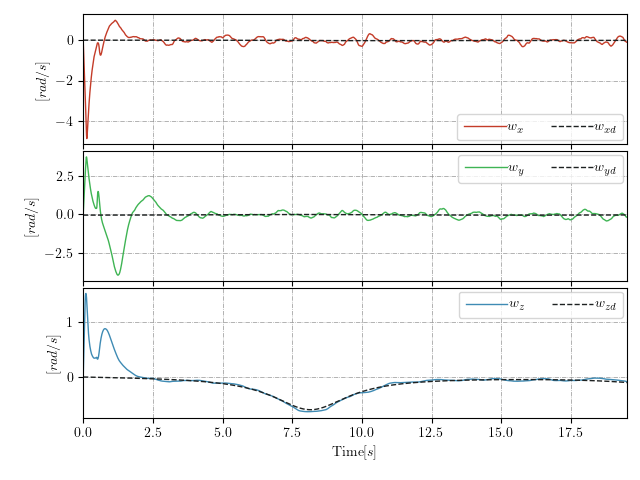 0
−2
−4
[rad/s]
w_x w_xd
2.5
0.0
−2.5
[rad/s]
w_y w_yd
1
0
[rad/s]
w_z w_zd
0.0 2.5 5.0 7.5 10.0 12.5 15.0 17.5
Time[s]